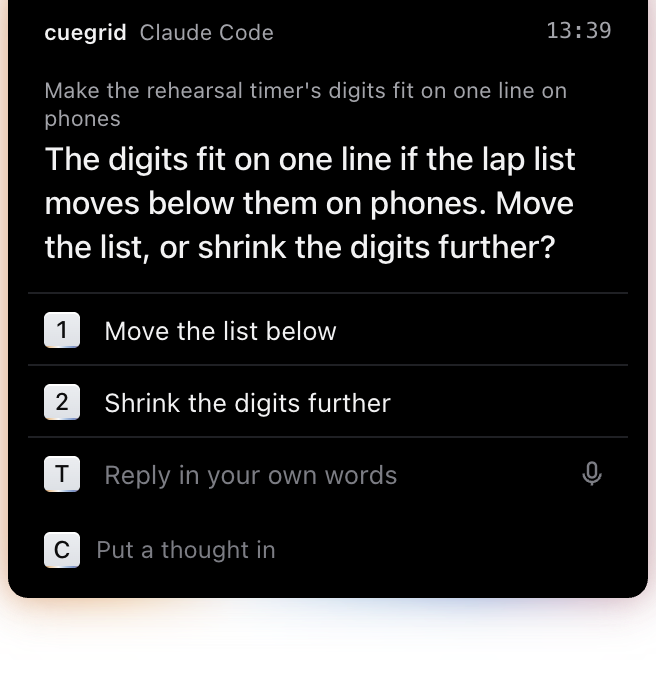 cuegrid Claude Code 13:39
Make the rehearsal timer's digits fit on one line on
phones
The digits fit on one line if the lap list
moves below them on phones. Move
the list, or shrink the digits further?
1 Move the list below
2 Shrink the digits further
T Reply in your own words
C Put a thought in